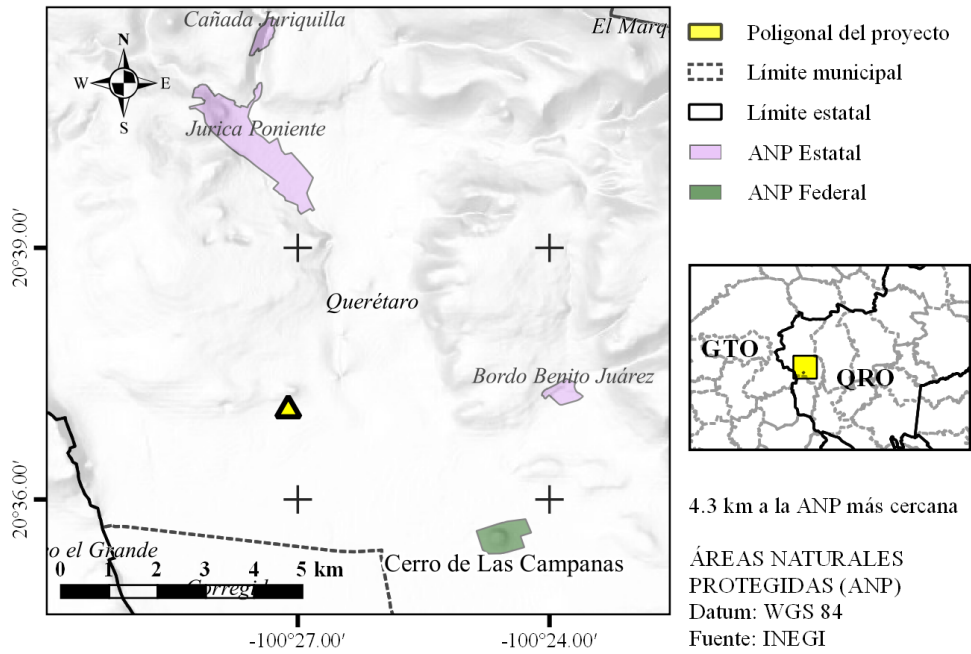 Cañada Juriquilla
El Marq
N
W E
S
Jurica Poniente
20°39.00'
Querétaro
Bordo Benito Juárez
20°36.00'
ro el Grande
Cerro de Las Campanas
0 1 2 3 4 5 km
Corregid
-100°27.00'
-100°24.00'
Poligonal del proyecto
Límite municipal
Límite estatal
ANP Estatal
ANP Federal
GTO
QRO
4.3 km a la ANP más cercana
ÁREAS NATURALES
PROTEGIDAS (ANP)
Datum: WGS 84
Fuente: INEGI